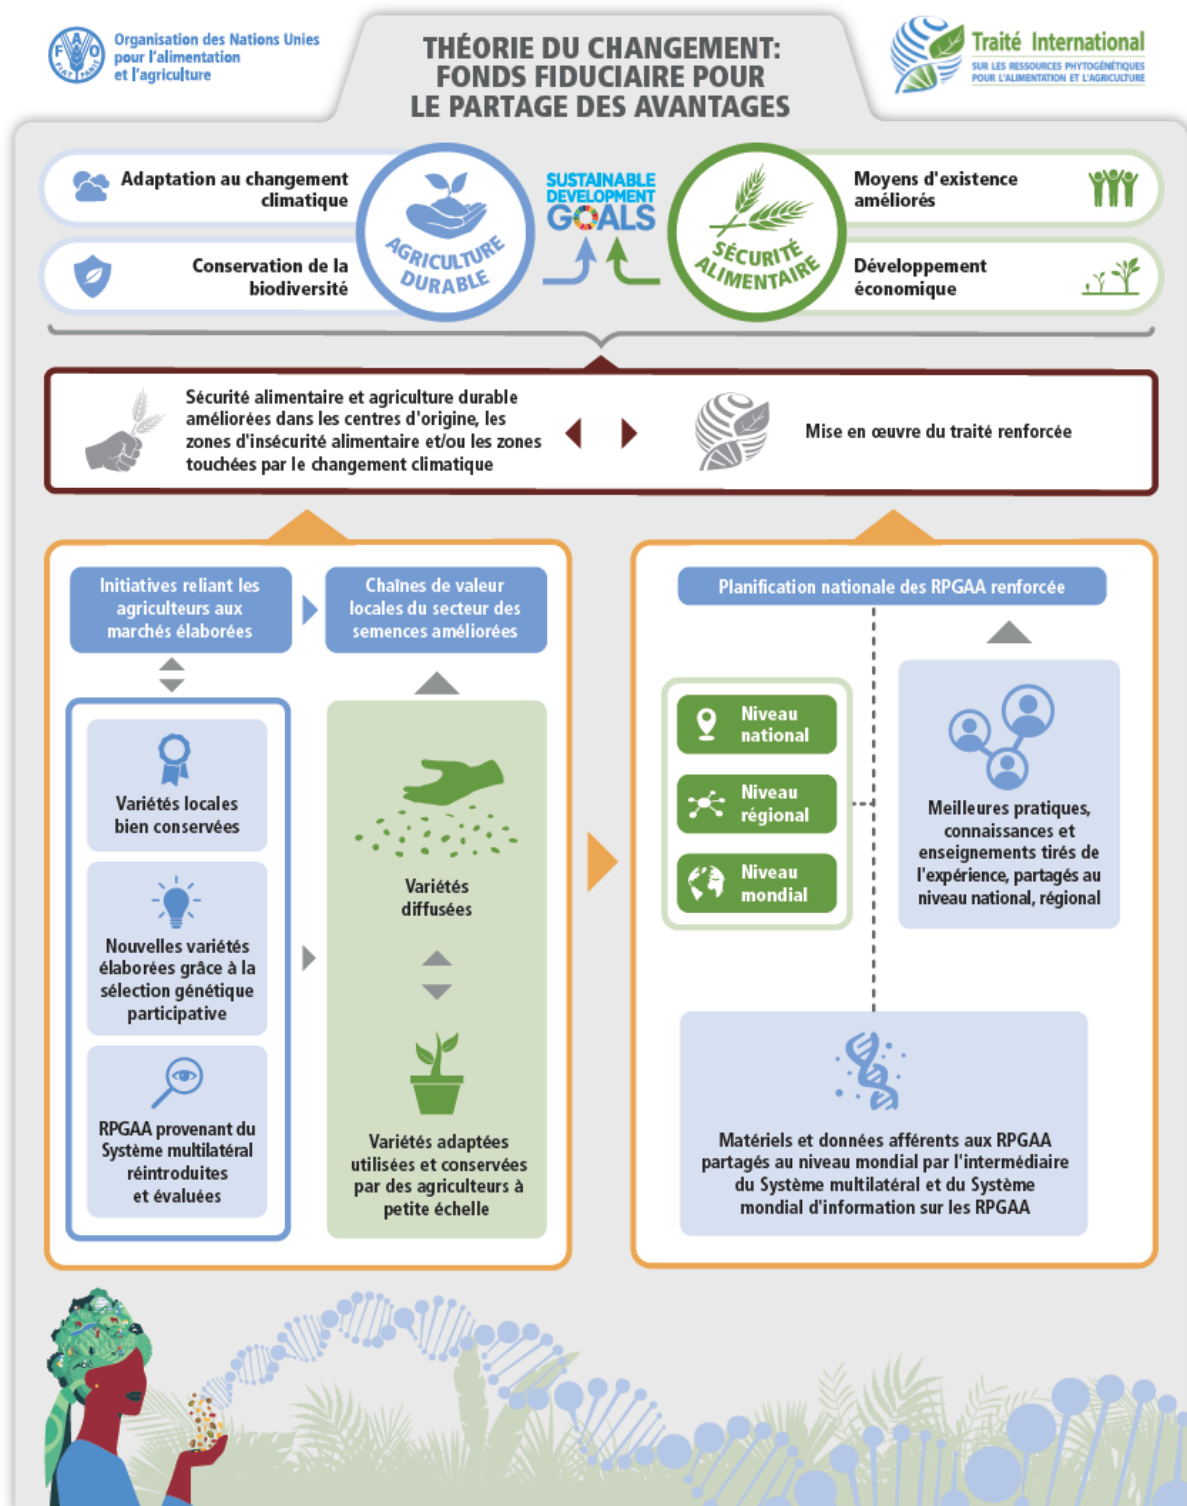 Organisation des Nations Unies
pour l'alimentation
et l'agriculture
F A O
FIAT PANIS
THÉORIE DU CHANGEMENT:
FONDS FIDUCIAIRE POUR
LE PARTAGE DES AVANTAGES
Traité International
SUR LES RESSOURCES PHYTOGÉNÉTIQUES
POUR L'ALIMENTATION ET L'AGRICULTURE
Adaptation au changement
climatique
Conservation de la
biodiversité
AGRICULTURE
DURABLE
SUSTAINABLE
DEVELOPMENT
GOALS
SÉCURITÉ
ALIMENTAIRE
Moyens d'existence
améliorés
Développement
économique
Sécurité alimentaire et agriculture durable
améliorées dans les centres d'origine, les
zones d'insécurité alimentaire et/ou les zones
touchées par le changement climatique
Mise en œuvre du traité renforcée
Initiatives reliant les
agriculteurs aux
marchés élaborées
Chaînes de valeur
locales du secteur des
semences améliorées
Variétés locales
bien conservées
Nouvelles variétés
élaborées grâce à la
sélection génétique
participative
RPGAA provenant du
Système multilatéral
réintroduites
et évaluées
Variétés
diffusées
Variétés adaptées
utilisées et conservées
par des agriculteurs à
petite échelle
Planification nationale des RPGAA renforcée
Niveau
national
Niveau
régional
Niveau
mondial
Meilleures pratiques,
connaissances et
enseignements tirés de
l'expérience, partagés au
niveau national, régional
Matériels et données afférents aux RPGAA
partagés au niveau mondial par l'intermédiaire
du Système multilatéral et du Système
mondial d'information sur les RPGAA